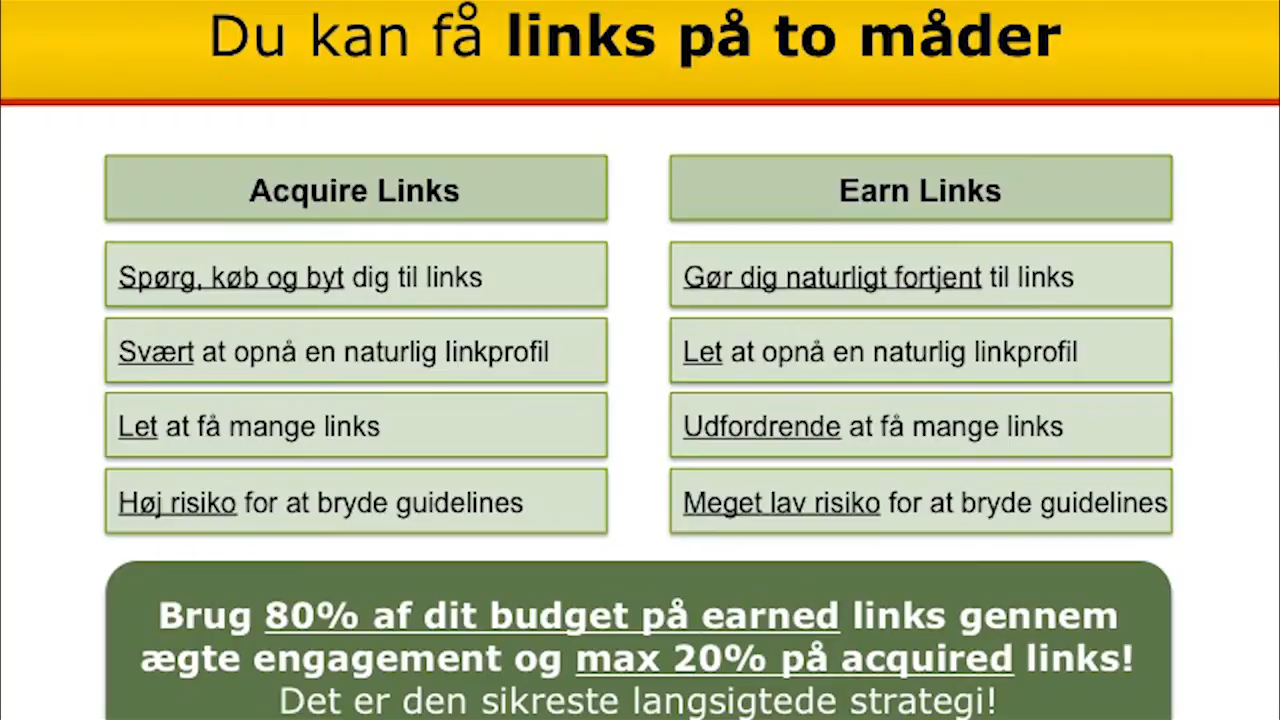 Du kan få links på to måder
Acquire Links
Spørg, køb og byt dig til links
Svært at opnå en naturlig linkprofil
Let at få mange links
Høj risiko for at bryde guidelines
Earn Links
Gør dig naturligt fortjent til links
Let at opnå en naturlig linkprofil
Udfordrende at få mange links
Meget lav risiko for at bryde guidelines
Brug 80% af dit budget på earned links gennem
ægte engagement og max 20% på acquired links!
Det er den sikreste langsigtede strategi!